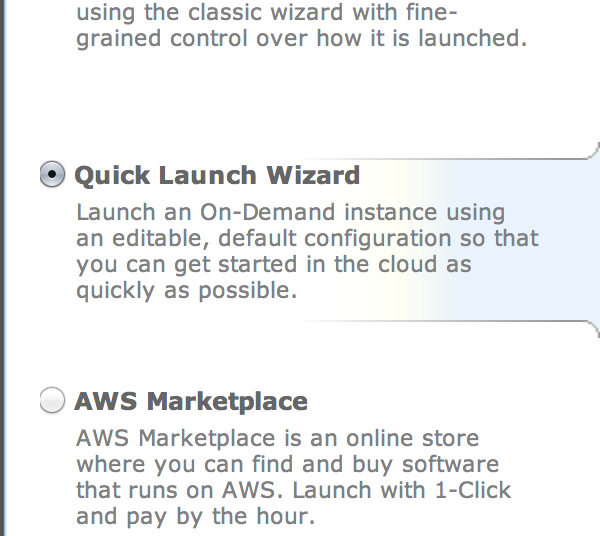 using the classic wizard with fine-
grained control over how it is launched.
Quick Launch Wizard
Launch an On-Demand instance using
an editable, default configuration so that
you can get started in the cloud as
quickly as possible.
AWS Marketplace
AWS Marketplace is an online store
where you can find and buy software
that runs on AWS. Launch with 1-Click
and pay by the hour.